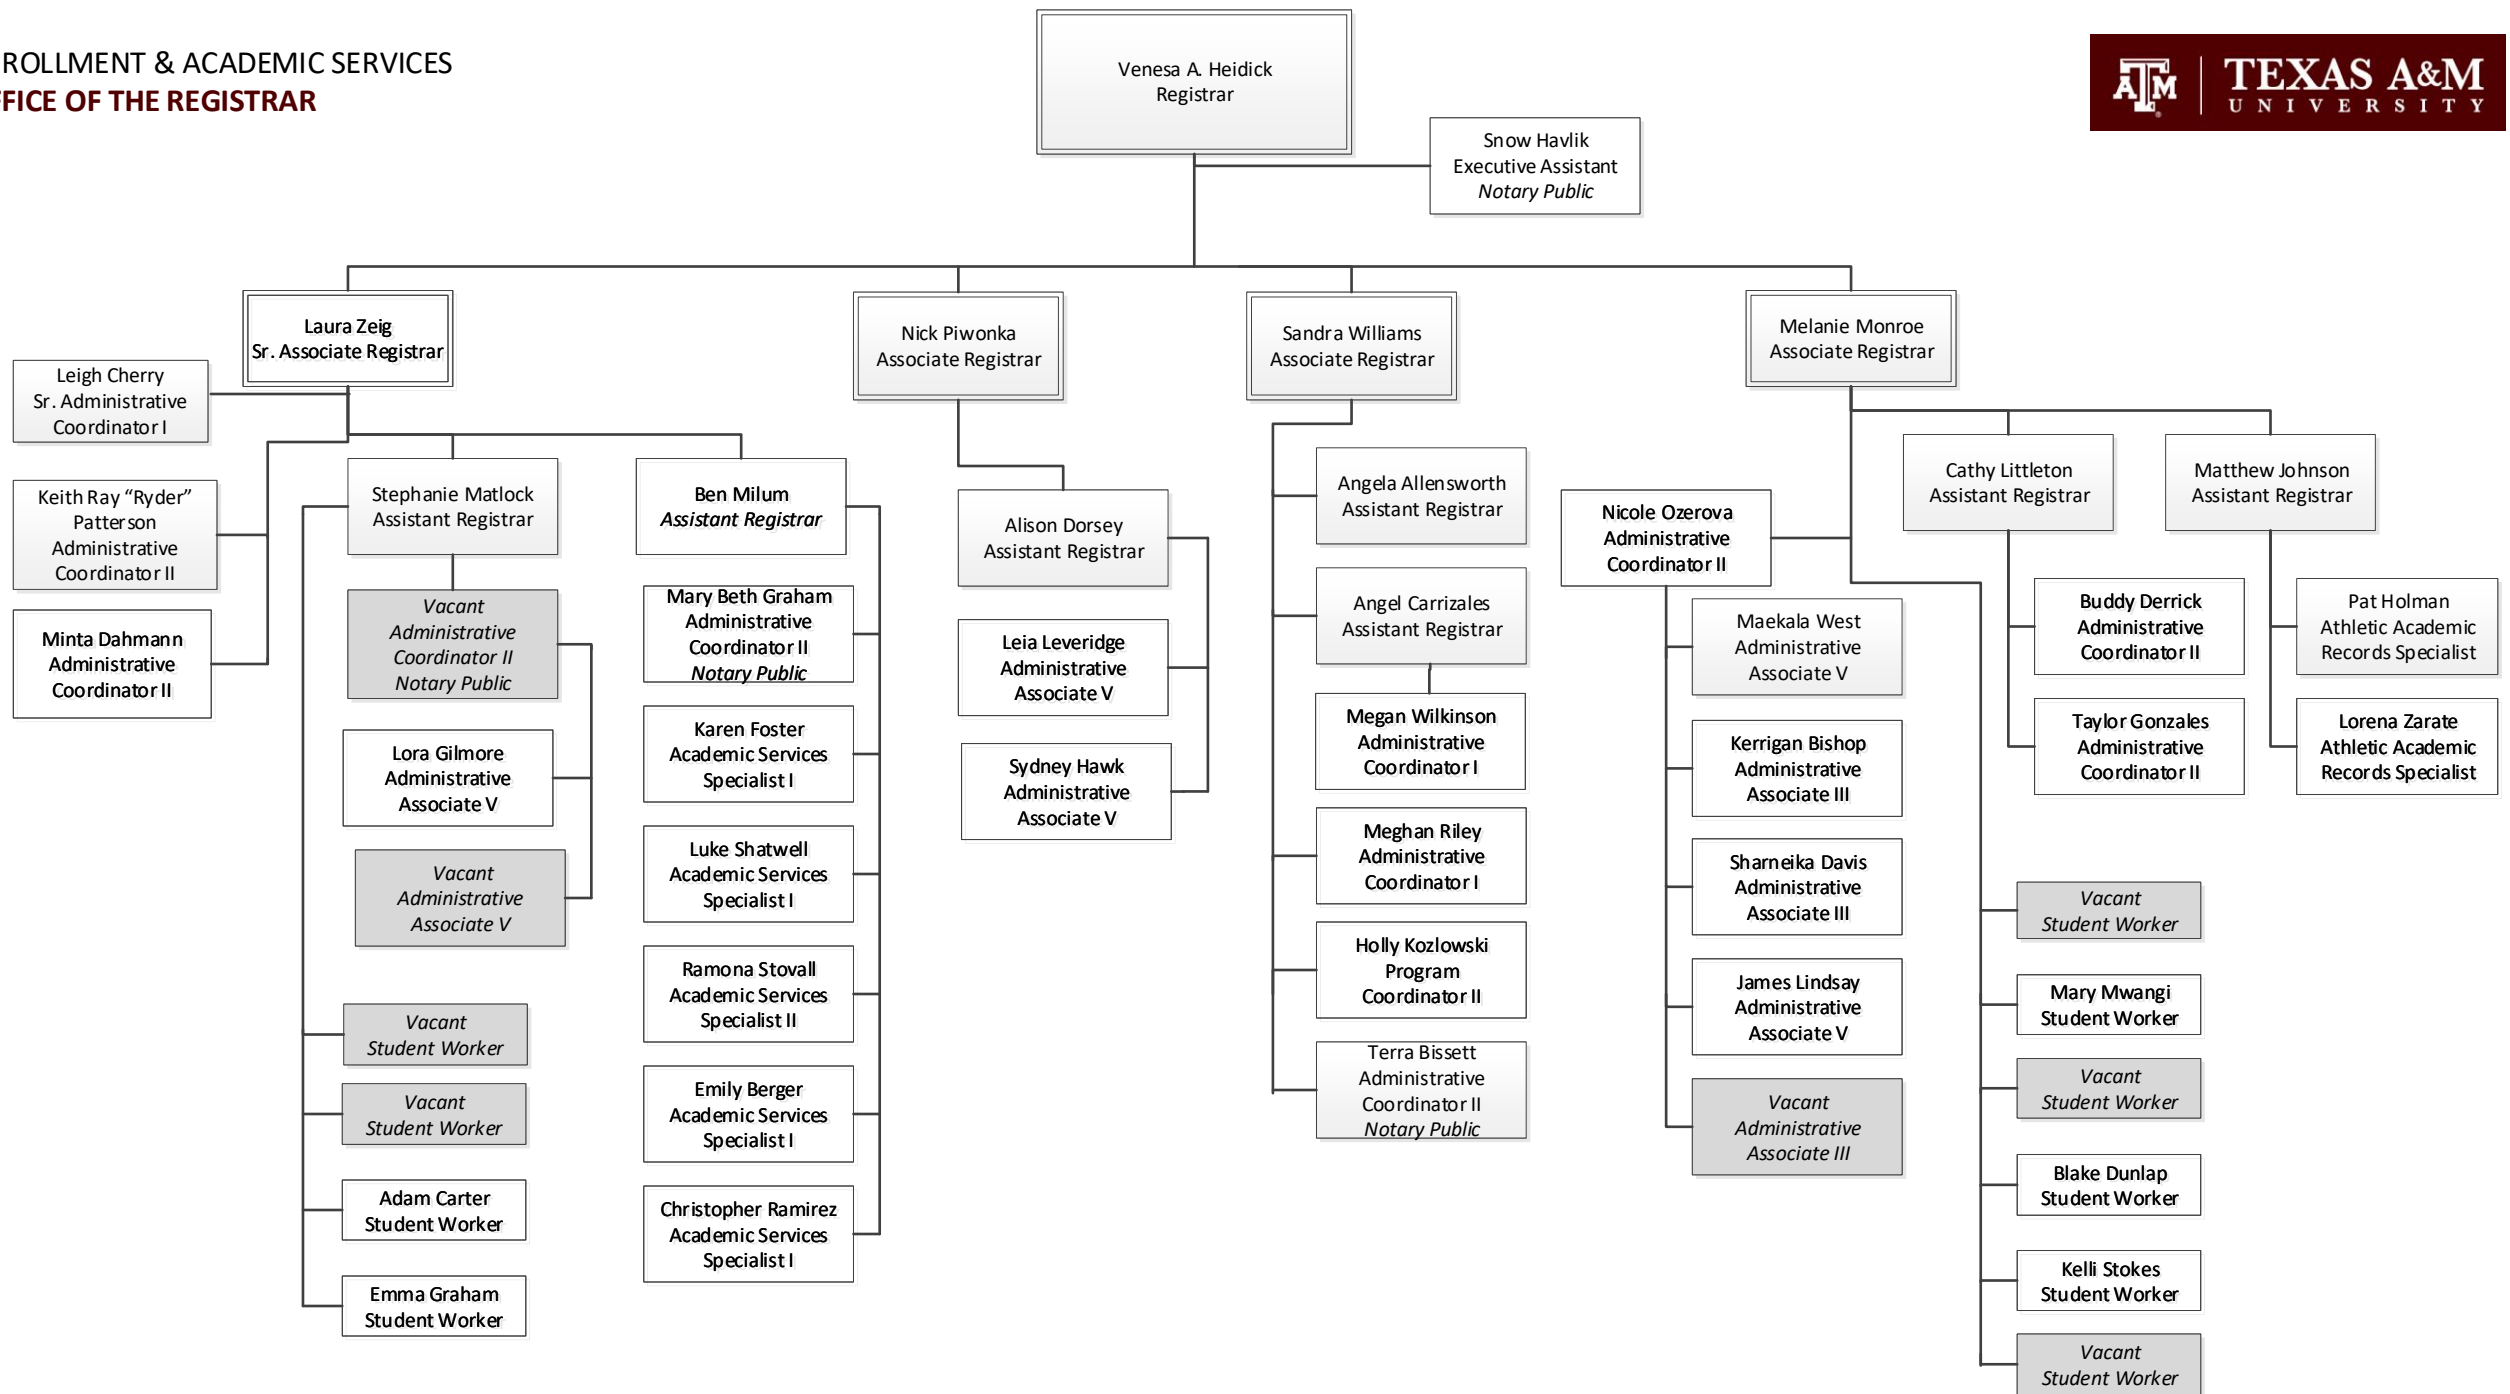 ROLLMENT & ACADEMIC SERVICES
FFICE OF THE REGISTRAR
Venesa A. Heidick
Registrar
ATM
TEXAS A&M
UNIVERSITY
Snow Havlik
Executive Assistant
Notary Public
Laura Zeig
Sr. Associate Registrar
Nick Piwonka
Associate Registrar
Sandra Williams
Associate Registrar
Melanie Monroe
Associate Registrar
Leigh Cherry
Sr. Administrative
Coordinator I
Keith Ray “Ryder”
Patterson
Administrative
Coordinator II
Minta Dahmann
Administrative
Coordinator II
Stephanie Matlock
Assistant Registrar
Vacant
Administrative
Coordinator II
Notary Public
Lora Gilmore
Administrative
Associate V
Vacant
Administrative
Associate V
Vacant
Student Worker
Vacant
Student Worker
Adam Carter
Student Worker
Emma Graham
Student Worker
Ben Milum
Assistant Registrar
Mary Beth Graham
Administrative
Coordinator II
Notary Public
Karen Foster
Academic Services
Specialist I
Luke Shatwell
Academic Services
Specialist I
Ramona Stovall
Academic Services
Specialist II
Emily Berger
Academic Services
Specialist I
Christopher Ramirez
Academic Services
Specialist I
Alison Dorsey
Assistant Registrar
Leia Leveridge
Administrative
Associate V
Sydney Hawk
Administrative
Associate V
Angela Allensworth
Assistant Registrar
Angel Carrizales
Assistant Registrar
Megan Wilkinson
Administrative
Coordinator I
Meghan Riley
Administrative
Coordinator I
Holly Kozlowski
Program
Coordinator II
Terra Bissett
Administrative
Coordinator II
Notary Public
Nicole Ozerova
Administrative
Coordinator II
Maekala West
Administrative
Associate V
Kerrigan Bishop
Administrative
Associate III
Sharneika Davis
Administrative
Associate III
James Lindsay
Administrative
Associate V
Vacant
Administrative
Associate III
Cathy Littleton
Assistant Registrar
Buddy Derrick
Administrative
Coordinator II
Taylor Gonzales
Administrative
Coordinator II
Matthew Johnson
Assistant Registrar
Pat Holman
Athletic Academic
Records Specialist
Lorena Zarate
Athletic Academic
Records Specialist
Vacant
Student Worker
Mary Mwangi
Student Worker
Vacant
Student Worker
Blake Dunlap
Student Worker
Kelli Stokes
Student Worker
Vacant
Student Worker